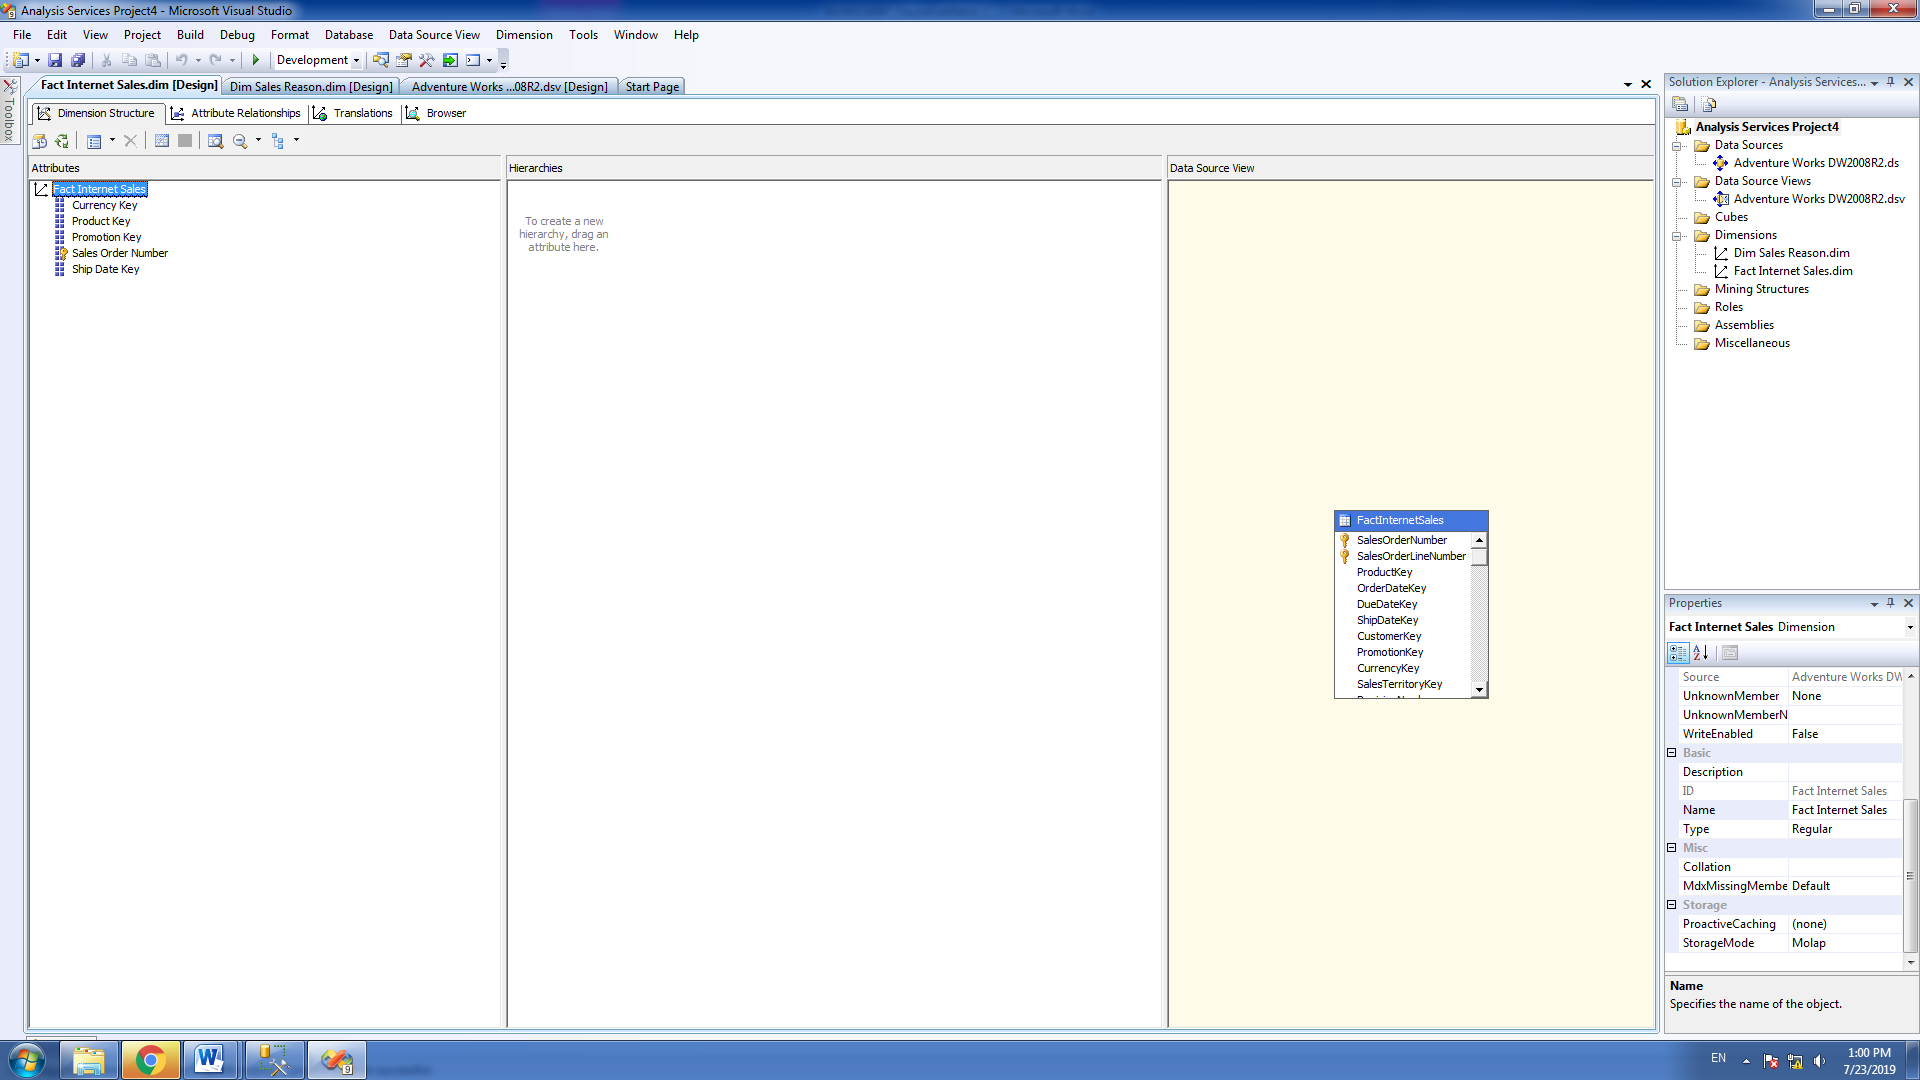 Analysis Services Project4 - Microsoft Visual Studio
File Edit View Project Build Debug Format Database Data Source View Dimension Tools Window Help
Development
Toolbox
Fact Internet Sales.dim [Design] Dim Sales Reason.dim [Design] Adventure Works ...08R2.dsv [Design] Start Page
Dimension Structure Attribute Relationships Translations Browser
Attributes
Fact Internet Sales
Currency Key
Product Key
Promotion Key
Sales Order Number
Ship Date Key
Hierarchies
To create a new
hierarchy, drag an
attribute here.
Data Source View
FactInternetSales
SalesOrderNumber
SalesOrderLineNumber
ProductKey
OrderDateKey
DueDateKey
ShipDateKey
CustomerKey
PromotionKey
CurrencyKey
SalesTerritoryKey
Solution Explorer - Analysis Services...
Analysis Services Project4
Data Sources
Adventure Works DW2008R2.ds
Data Source Views
Adventure Works DW2008R2.dsv
Cubes
Dimensions
Dim Sales Reason.dim
Fact Internet Sales.dim
Mining Structures
Roles
Assemblies
Miscellaneous
Properties
Fact Internet Sales Dimension
Source Adventure Works DW
UnknownMember None
UnknownMemberN
WriteEnabled False
Basic
Description
ID Fact Internet Sales
Name Fact Internet Sales
Type Regular
Misc
Collation
MdxMissingMembe Default
Storage
ProactiveCaching (none)
StorageMode Molap
Name
Specifies the name of the object.
EN
1:00 PM
7/23/2019